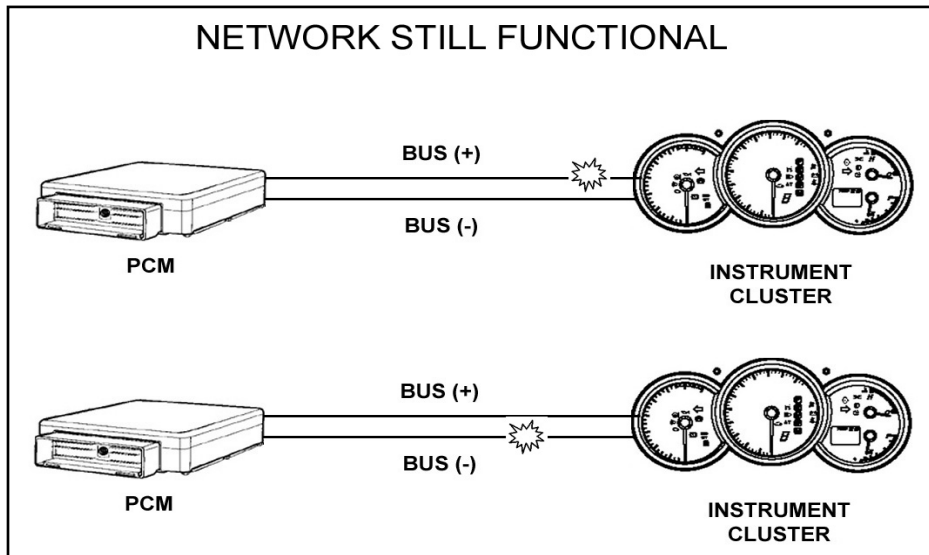 NETWORK STILL FUNCTIONAL
BUS (+)
BUS (-)
PCM
INSTRUMENT
CLUSTER
BUS (+)
BUS (-)
PCM
INSTRUMENT
CLUSTER